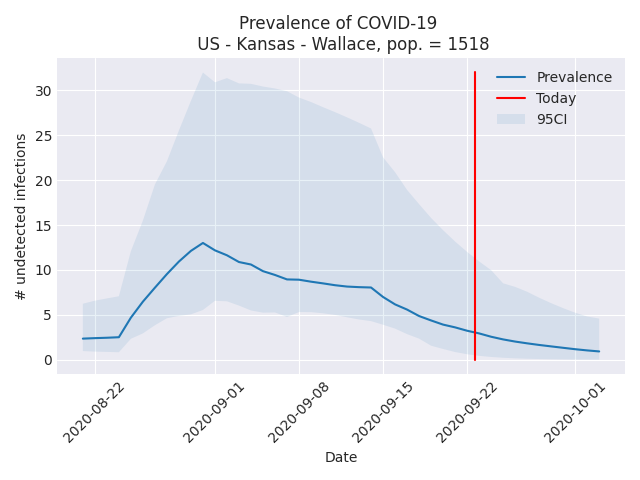 Prevalence of COVID-19
US - Kansas - Wallace, pop. = 1518
Prevalence
Today
95CI
# undetected infections
30
25
20
15
10
5
0
2020-08-22
2020-09-01
2020-09-08
2020-09-15
2020-09-22
2020-10-01
Date